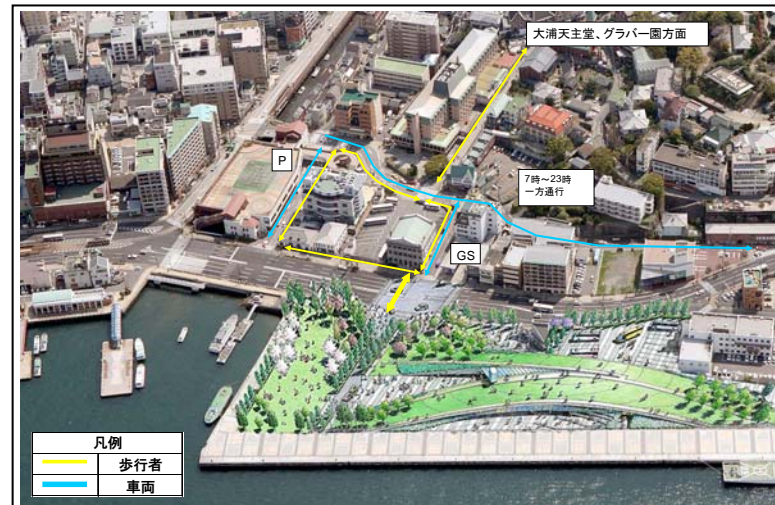 大浦天主堂、グラバー園方面
P
7時～23時
一方通行
GS
凡例
歩行者
車両